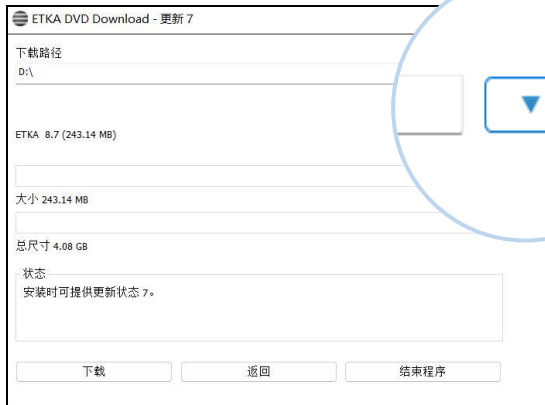 ETKA DVD Download - 更新 7
下载路径
D:\
ETKA 8.7 (243.14 MB)
大小 243.14 MB
总尺寸 4.08 GB
状态
安装时可提供更新状态 7。
下载
返回
结束程序